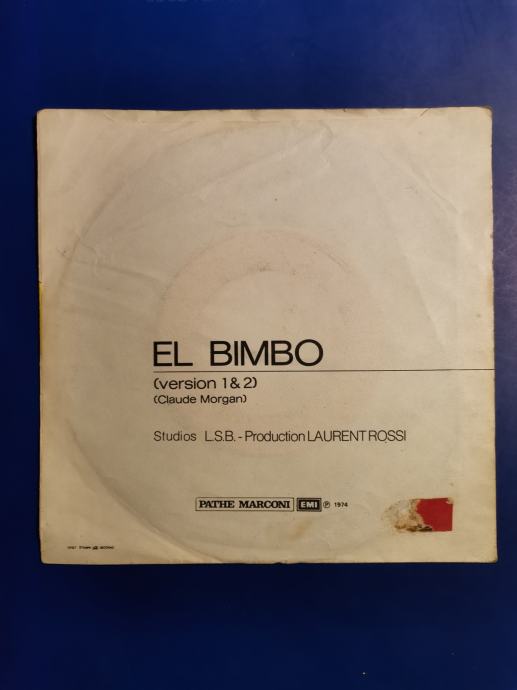 EL BIMBO
(version 1 & 2)
(Claude Morgan)
Studios L.S.B. - Production LAURENT ROSSI
PATHE MARCONI EMI ℗ 1974